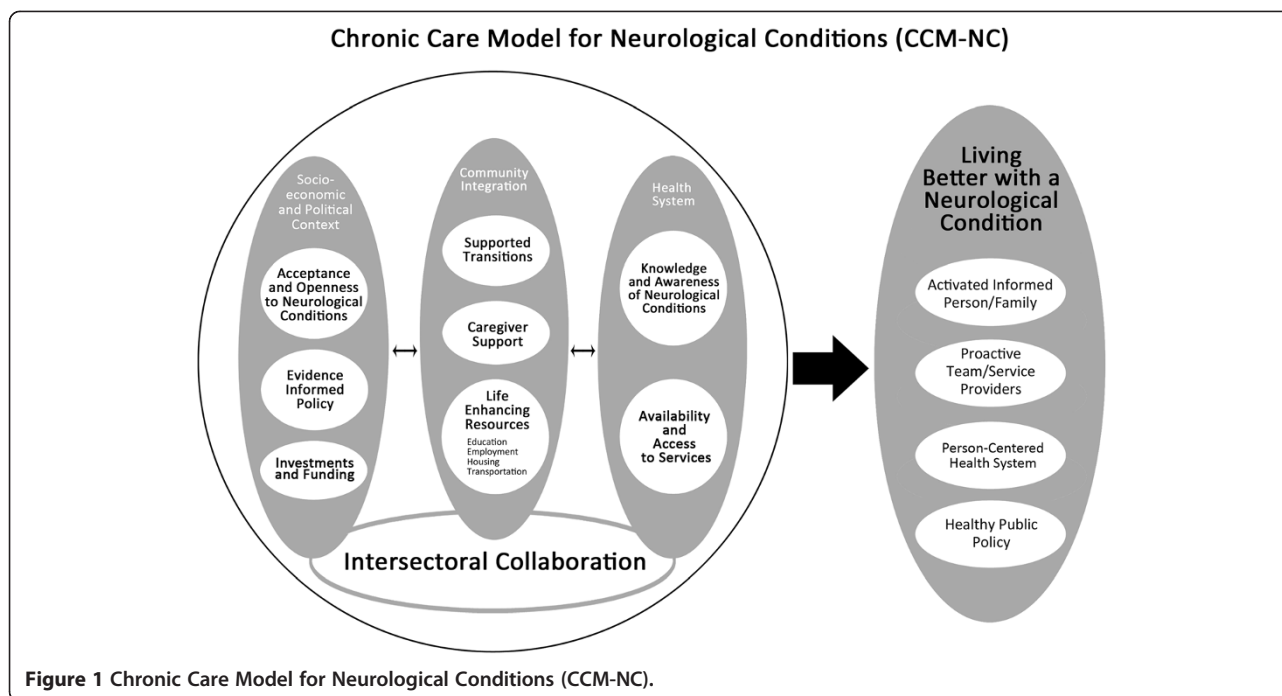 Chronic Care Model for Neurological Conditions (CCM-NC)
Socio-
economic
and Political
Context
Acceptance
and Openness
to Neurological
Conditions
Evidence
Informed
Policy
Investments
and Funding
Community
Integration
Supported
Transitions
Caregiver
Support
Life
Enhancing
Resources
Education
Employment
Housing
Transportation
Health
System
Knowledge
and Awareness
of Neurological
Conditions
Availability
and
Access
to Services
Intersectoral Collaboration
Living
Better with a
Neurological
Condition
Activated Informed
Person/Family
Proactive
Team/Service
Providers
Person-Centered
Health System
Healthy Public
Policy
Figure 1 Chronic Care Model for Neurological Conditions (CCM-NC).